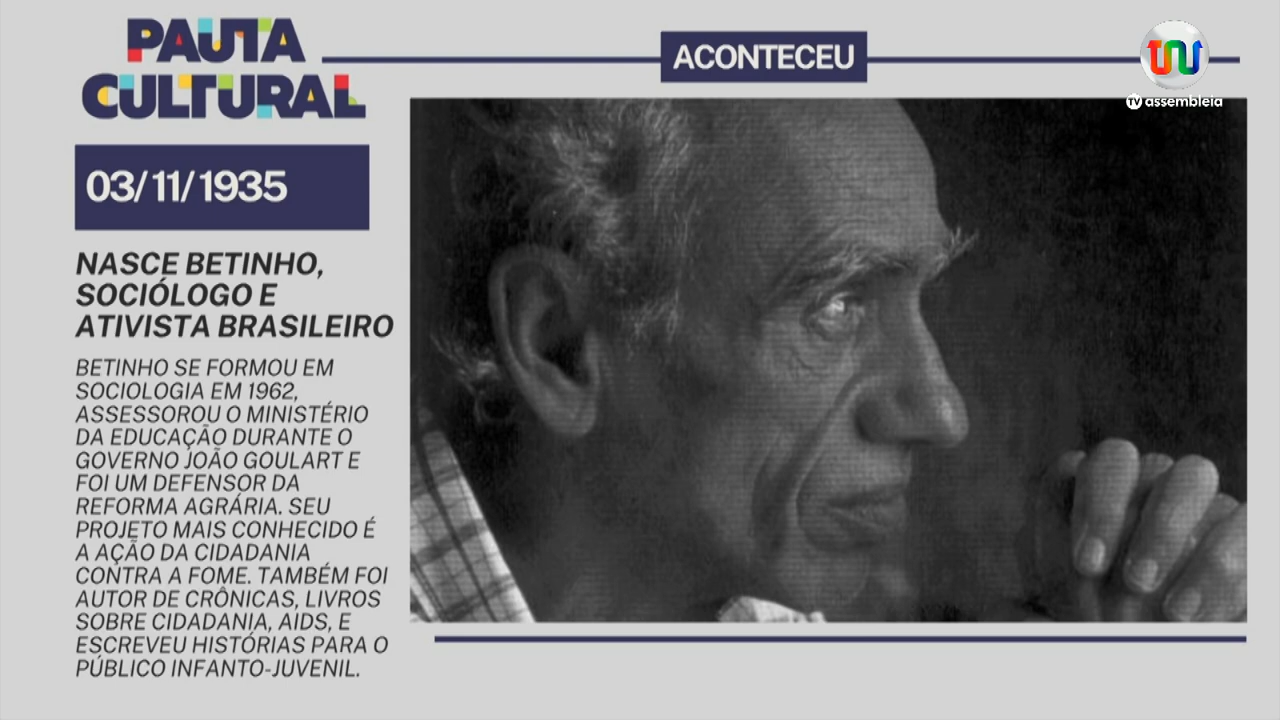 PAUTA
CULTURAL
ACONTECEU
tv assembleia
03/11/1935
NASCE BETINHO,
SOCIÓLOGO E
ATIVISTA BRASILEIRO
BETINHO SE FORMOU EM
SOCIOLOGIA EM 1962,
ASSESSOROU O MINISTÉRIO
DA EDUCAÇÃO DURANTE O
GOVERNO JOÃO GOULART E
FOI UM DEFENSOR DA
REFORMA AGRÁRIA. SEU
PROJETO MAIS CONHECIDO É
A AÇÃO DA CIDADANIA
CONTRA A FOME. TAMBÉM FOI
AUTOR DE CRÔNICAS, LIVROS
SOBRE CIDADANIA, AIDS, E
ESCREVEU HISTÓRIAS PARA O
PÚBLICO INFANTO-JUVENIL.